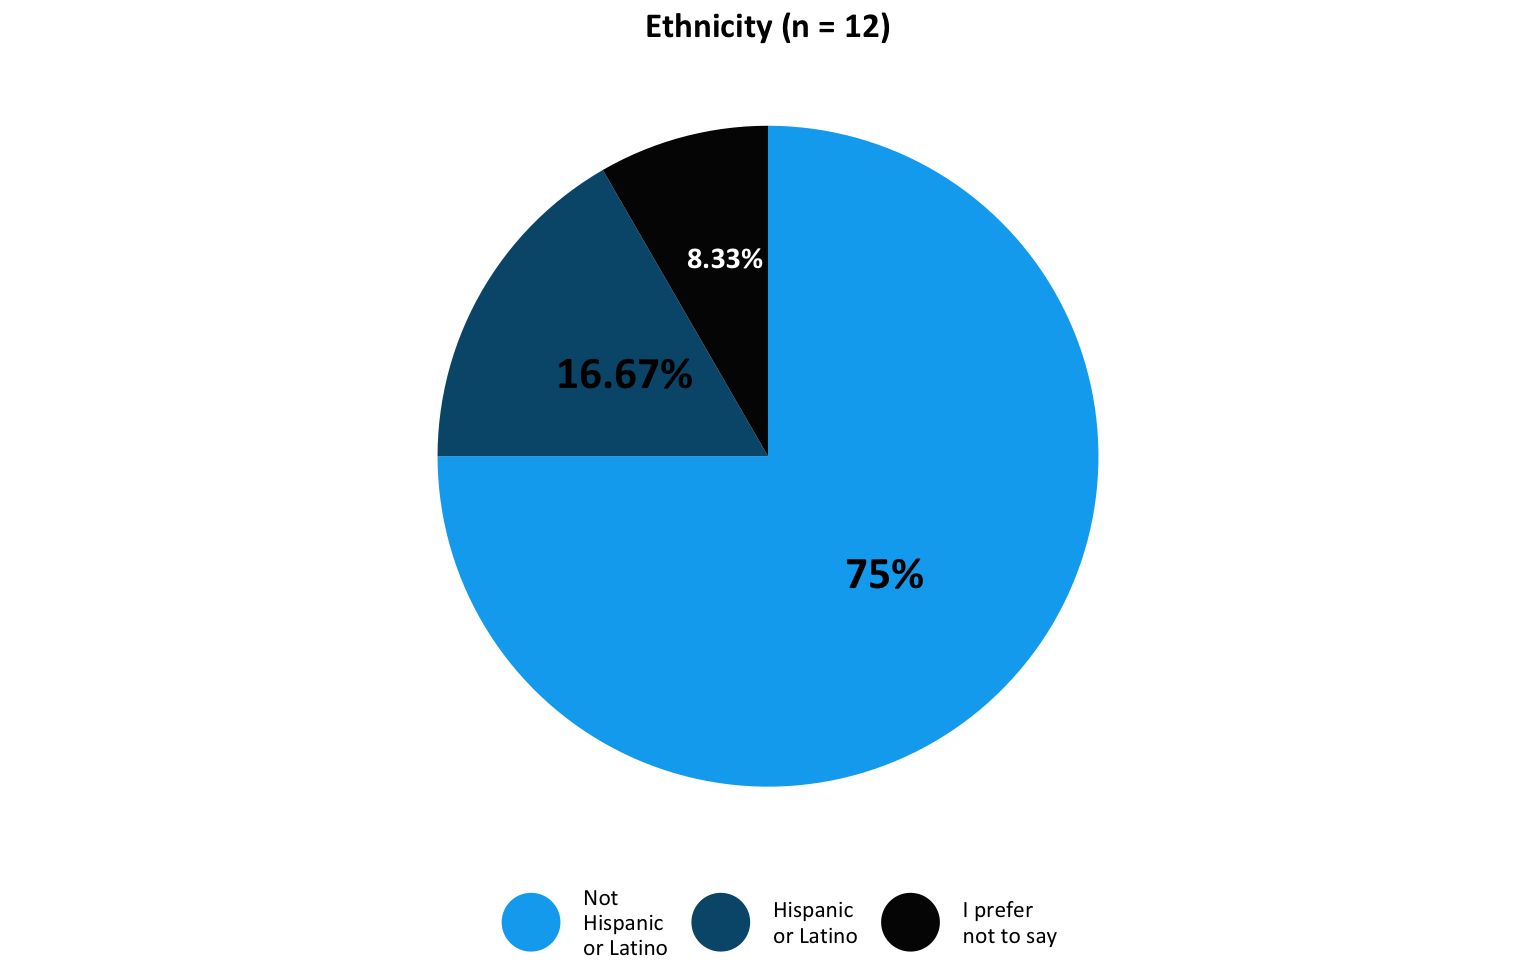 Ethnicity (n = 12)
8.33%
16.67%
75%
Not
Hispanic
or Latino
Hispanic
or Latino
I prefer
not to say